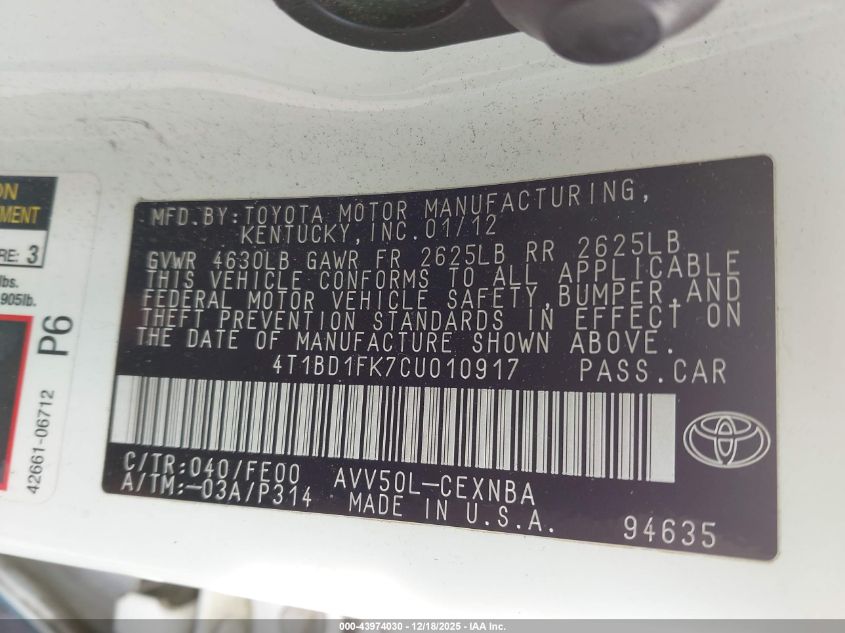 ON
MENT
RE: 3
lbs.
905lb.
P6
42661-06712
MFD.BY:TOYOTA MOTOR MANUFACTURING,
KENTUCKY,INC.01/12
GVWR 4630LB GAWR FR 2625LB RR 2625LB
THIS VEHICLE CONFORMS TO ALL APPLICABLE
FEDERAL MOTOR VEHICLE SAFETY,BUMPER,AND
THEFT PREVENTION STANDARDS IN EFFECT ON
THE DATE OF MANUFACTURE SHOWN ABOVE.
4T1BD1FK7CU010917 PASS.CAR
C/TR:040/FE00 AVV50L-CEXNBA
A/TM:-03A/P314 MADE IN U.S.A.
94635
000-43974030 - 12/18/2025 - IAA Inc.